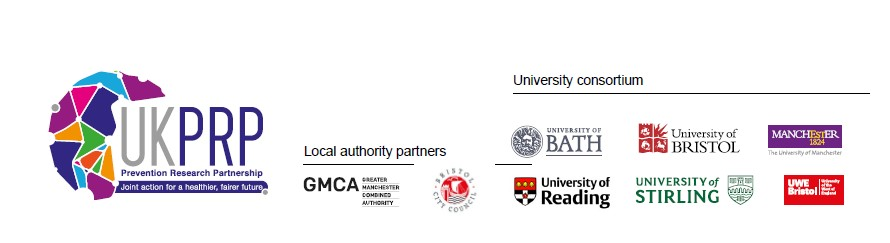 UKPRP
Prevention Research Partnership
Joint action for a healthier, fairer future
Local authority partners
GMCA
GREATER
MANCHESTER
COMBINED
AUTHORITY
BRISTOL
CITY COUNCIL
University consortium
UNIVERSITY OF
BATH
University of
BRISTOL
MANCHESTER
1824
The University of Manchester
University of
Reading
UNIVERSITY of
STIRLING
UWE
Bristol
University
of the
West of
England